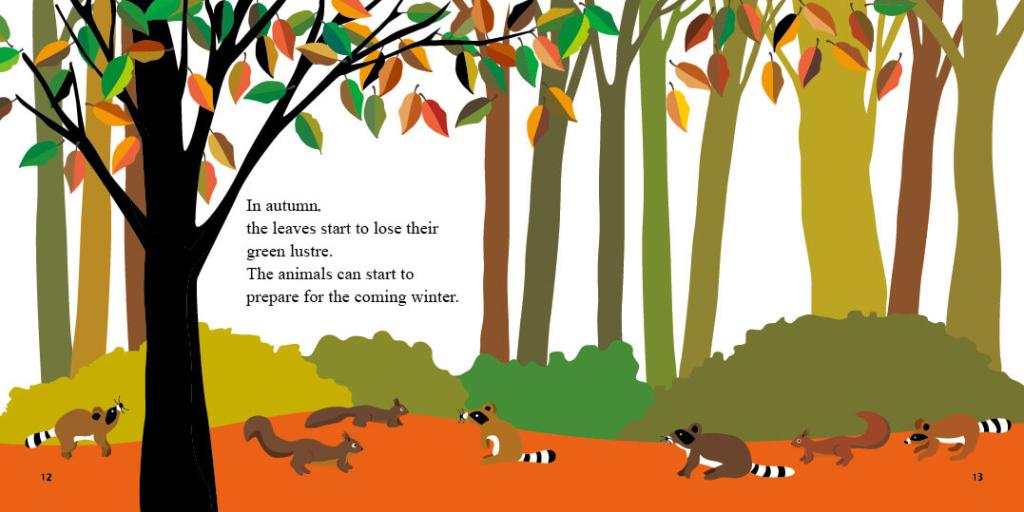 In autumn,
the leaves start to lose their
green lustre.
The animals can start to
prepare for the coming winter.
12
13